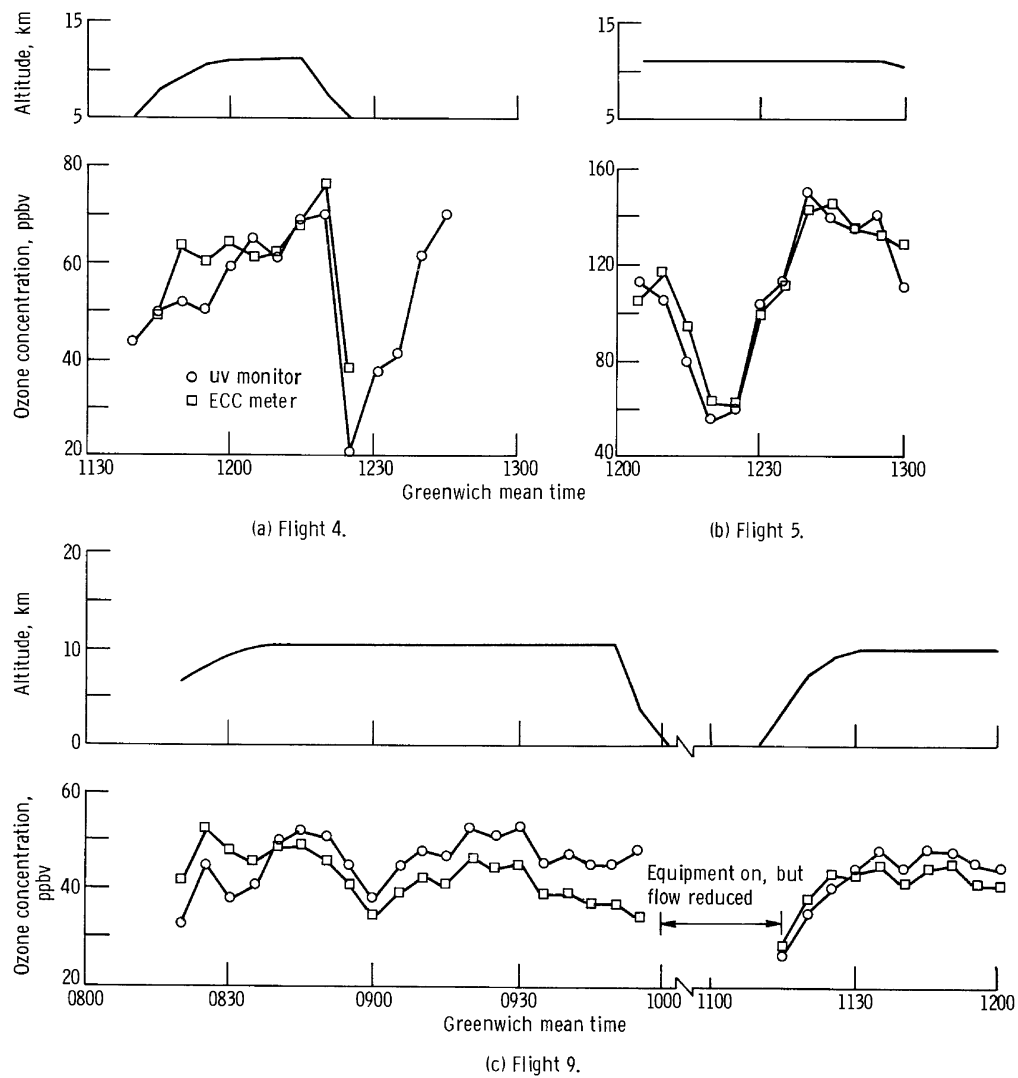 Altitude, km
15
5
15
5
Altitude, km
Ozone concentration, ppbv
80
60
40
20
uv monitor
ECC meter
1130
1200
1230
1300
160
120
80
40
1200
1230
1300
Greenwich mean time
(a) Flight 4.
(b) Flight 5.
Altitude, km
20
10
0
Ozone concentration,
ppbv
60
40
20
Equipment on, but
flow reduced
0800
0830
0900
0930
1000
1100
1130
1200
Greenwich mean time
(c) Flight 9.